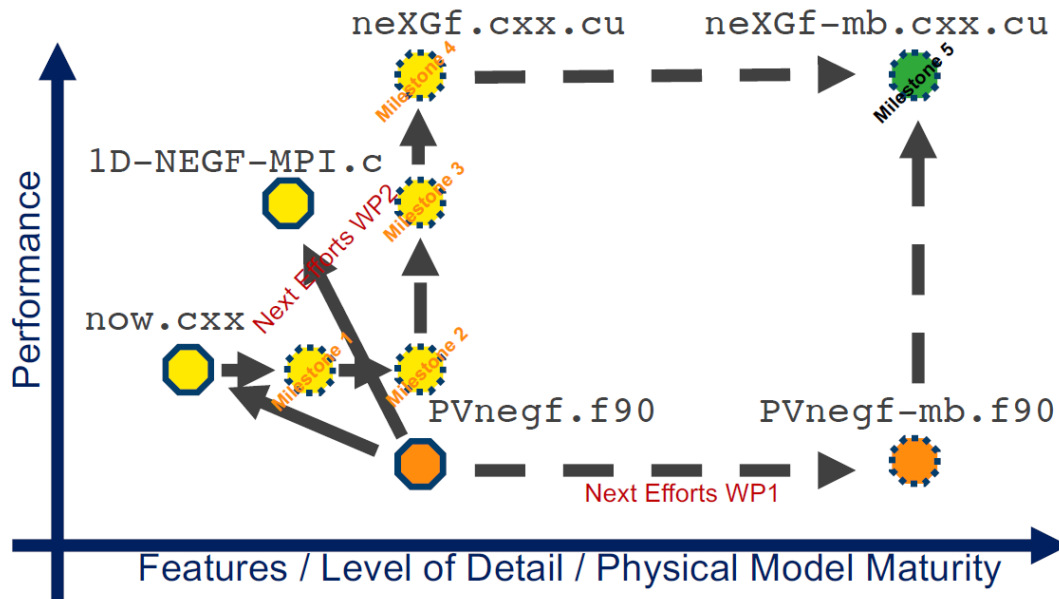 neXGf.cxx.cu
neXGf-mb.cxx.cu
Milestone 4
Milestone 5
1D-NEGF-MPI.c
Milestone 3
Next Efforts WP2
now.cxx
Milestone 1
Milestone 2
PVnegf.f90
PVnegf-mb.f90
Next Efforts WP1
Performance
Features / Level of Detail / Physical Model Maturity